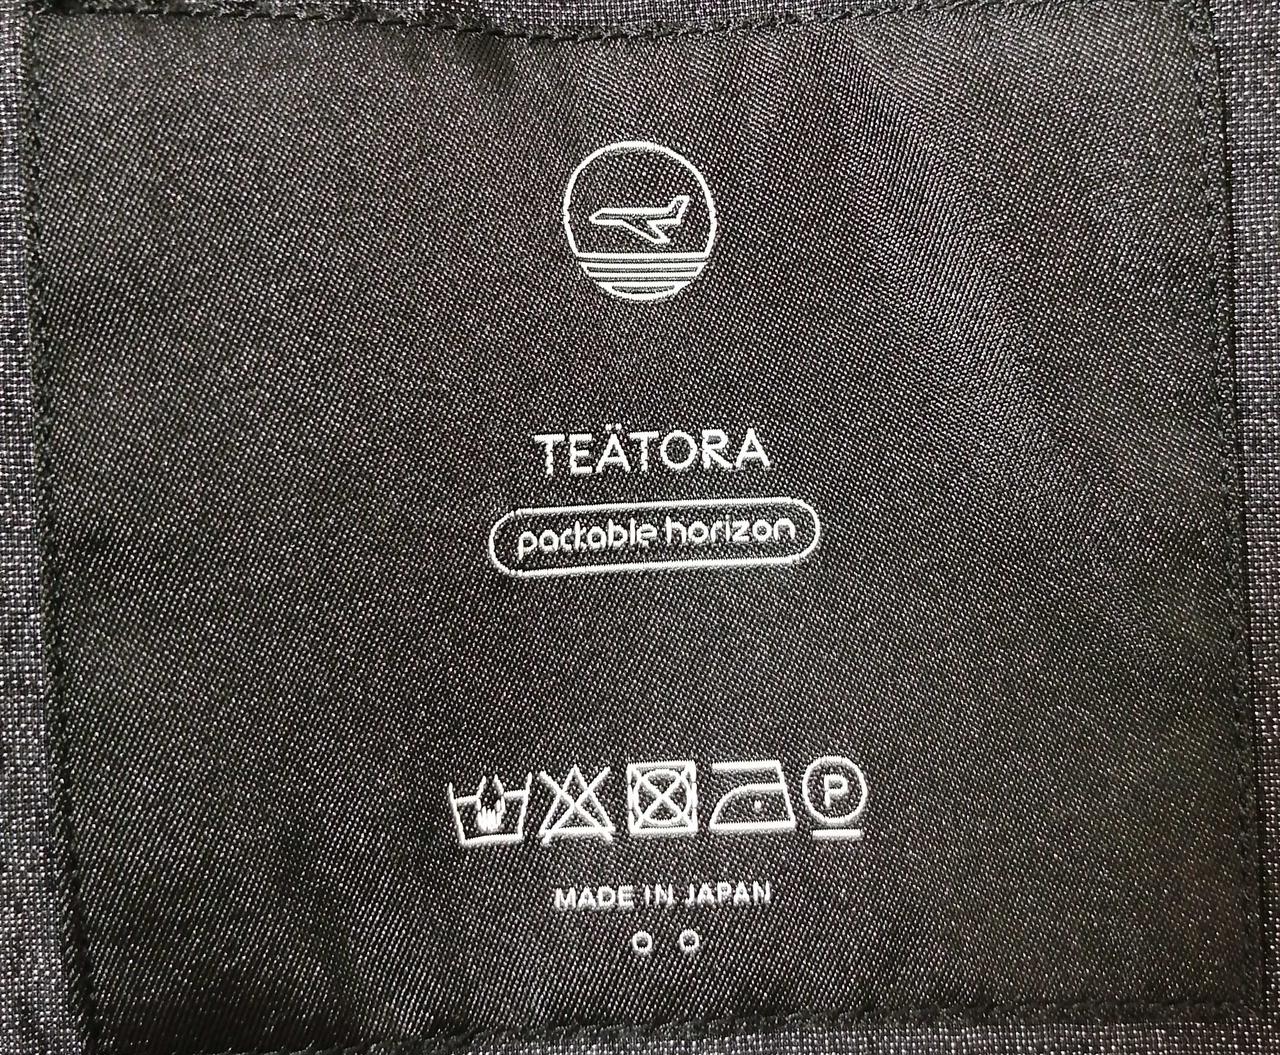 TEÄTORA
packable horizon
P
MADE IN JAPAN